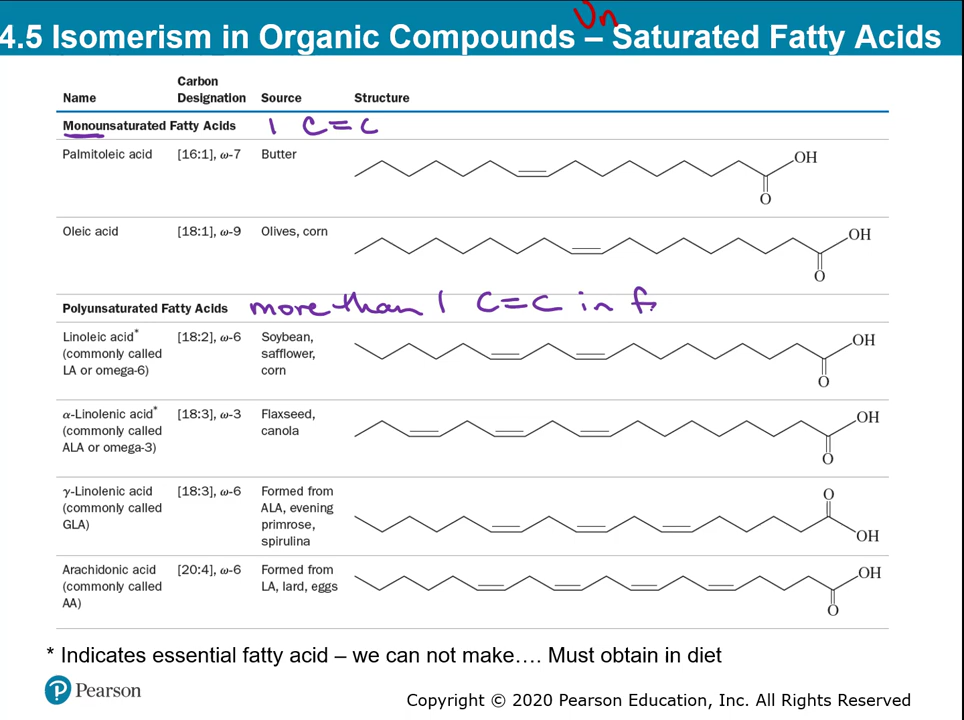 Un
4.5 Isomerism in Organic Compounds – Saturated Fatty Acids
Name Carbon Designation Source Structure
Monounsaturated Fatty Acids 1 C=C
Palmitoleic acid [16:1], ω-7 Butter OH
O
Oleic acid [18:1], ω-9 Olives, corn OH
O
Polyunsaturated Fatty Acids more than 1 C=C in f
Linoleic acid* [18:2], ω-6 Soybean, OH
(commonly called safflower,
LA or omega-6) corn O
α-Linolenic acid* [18:3], ω-3 Flaxseed, OH
(commonly called canola
ALA or omega-3) O
γ-Linolenic acid [18:3], ω-6 Formed from O
(commonly called ALA, evening
GLA) primrose, OH
spirulina
Arachidonic acid [20:4], ω-6 Formed from OH
(commonly called LA, lard, eggs
AA) O
* Indicates essential fatty acid – we can not make…. Must obtain in diet
P Pearson
Copyright © 2020 Pearson Education, Inc. All Rights Reserved